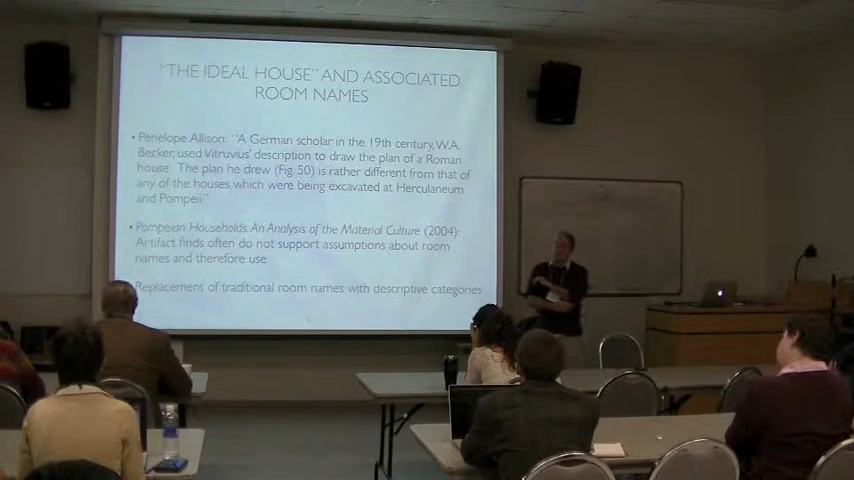 "THE IDEAL HOUSE" AND ASSOCIATED
ROOM NAMES
• Penelope Allison: "A German scholar in the 19th century, W.A.
Becker, used Vitruvius' description to draw the plan of a Roman
house. The plan he drew (Fig. 50) is rather different from that of
any of the houses which were being excavated at Herculaneum
and Pompeii"
• Pompeian Households. An Analysis of the Material Culture (2004):
Artifact finds often do not support assumptions about room
names and therefore use
Replacement of traditional room names with descriptive categories